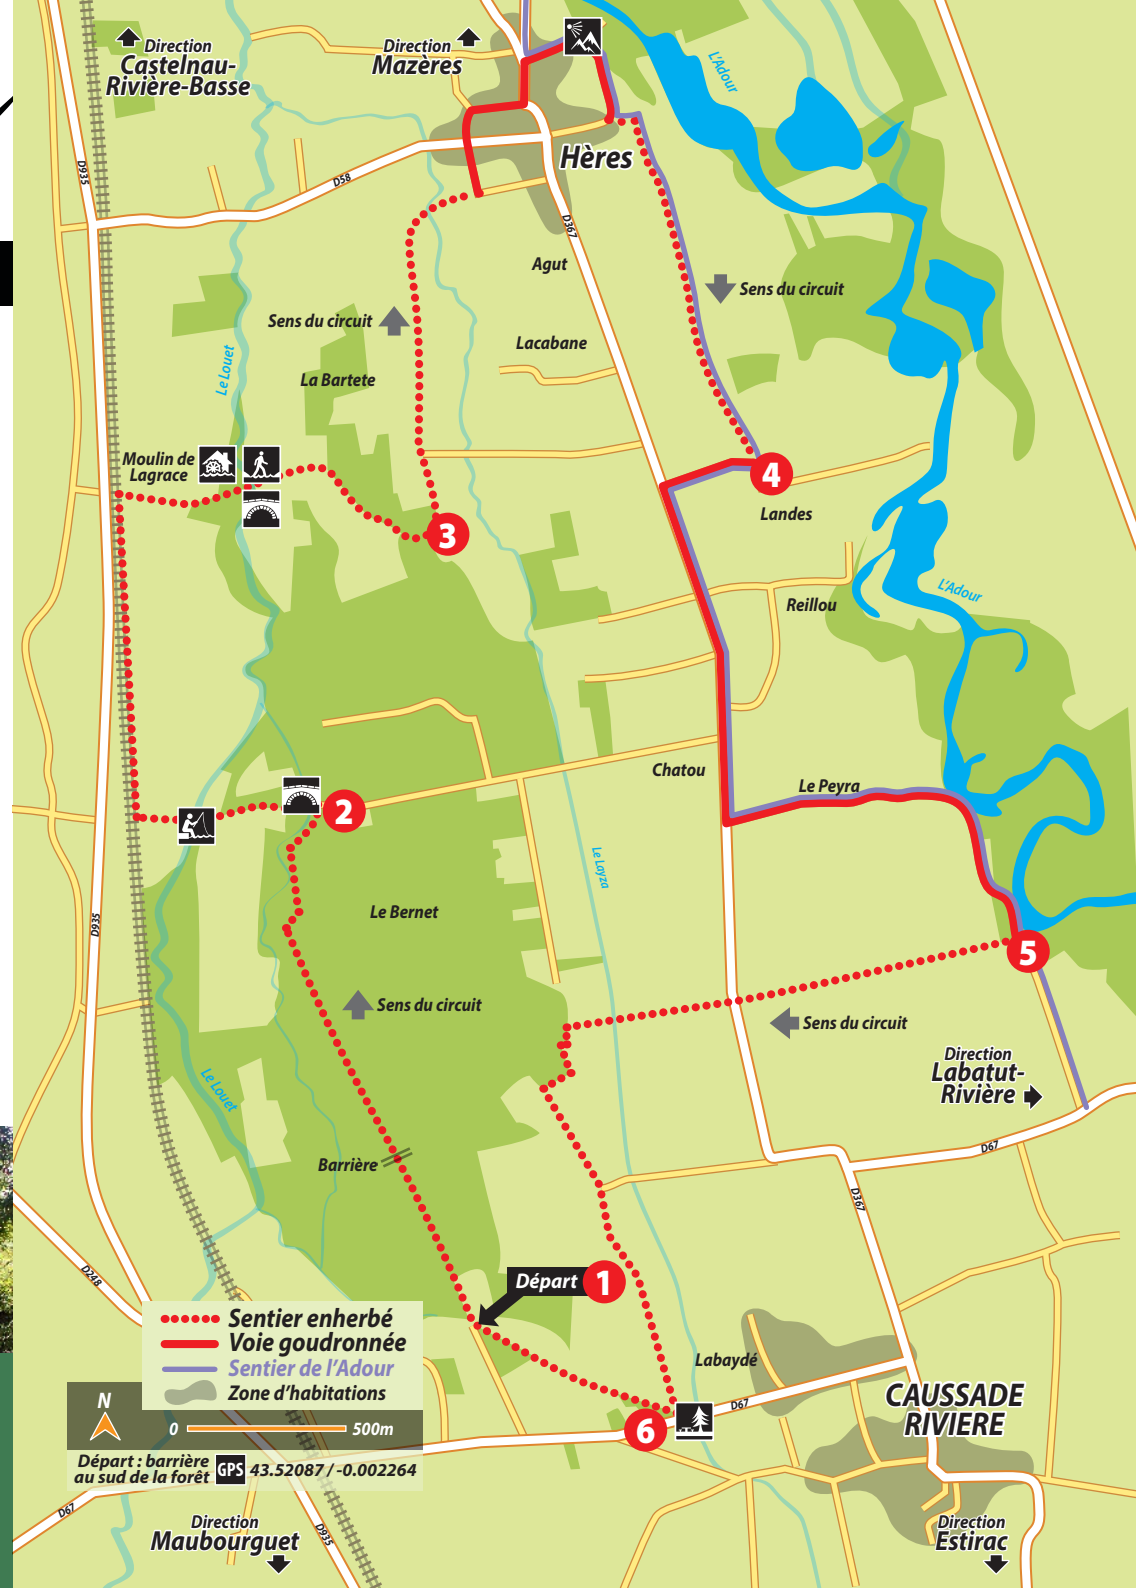 Direction
Castelnau-
Rivière-Basse
Direction
Mazères
L'Adour
D935
D58
Hères
D367
Agut
Sens du circuit
Sens du circuit
Lacabane
Le Louet
La Bartete
Moulin de
Lagrace
4
Landes
3
L'Adour
Reillou
Chatou
Le Peyra
2
Le Layza
Le Bernet
D935
5
Sens du circuit
Sens du circuit
Direction
Labatut-
Rivière
Le Louet
D67
Barrière
D367
Départ
1
D248
Sentier enherbé
Voie goudronnée
Sentier de l'Adour
Zone d'habitations
Labaydé
CAUSSADE
RIVIERE
D67
6
N
0
500m
Départ : barrière
au sud de la forêt
GPS
43.52087 / -0.002264
D67
Direction
Maubourguet
D935
Direction
Estirac